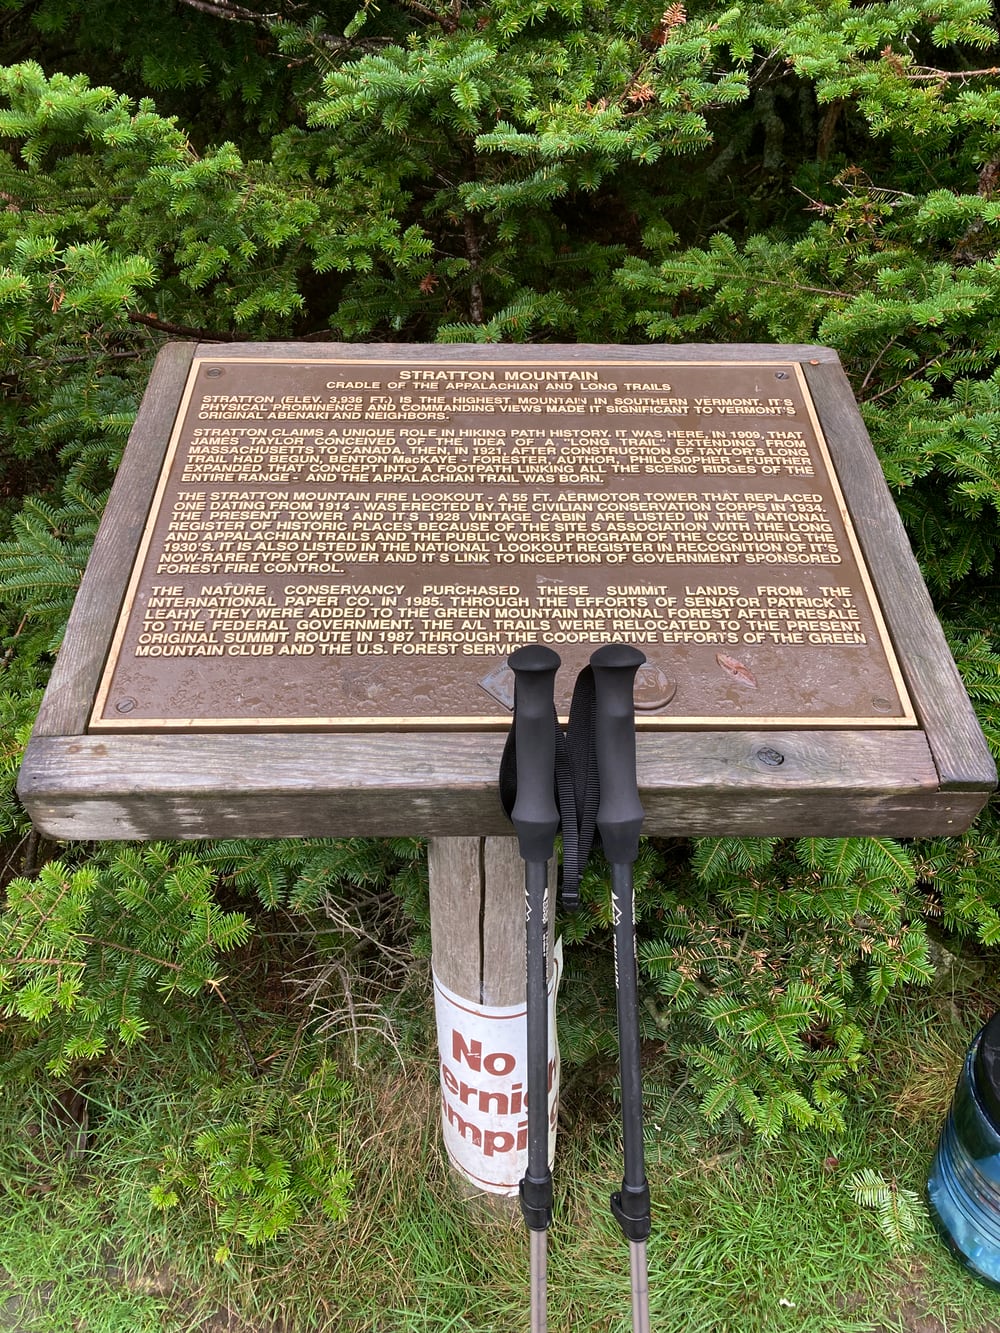 STRATTON MOUNTAIN
CRADLE OF THE APPALACHIAN AND LONG TRAILS
STRATTON (ELEV. 3,936 FT.) IS THE HIGHEST MOUNTAIN IN SOUTHERN VERMONT. IT'S
PHYSICAL PROMINENCE AND COMMANDING VIEWS MADE IT SIGNIFICANT TO VERMONT'S
ORIGINAL ABENAKI AND NEIGHBORS.
STRATTON CLAIMS A UNIQUE ROLE IN HIKING PATH HISTORY. IT WAS HERE, IN 1909, THAT
JAMES TAYLOR CONCEIVED OF THE IDEA OF A "LONG TRAIL" EXTENDING FROM
MASSACHUSETTS TO CANADA. THEN, IN 1921, AFTER CONSTRUCTION OF TAYLOR'S LONG
TRAIL HAD BEGUN, BENTON MacKAYE - FORESTER, AUTHOR, PHILOSOPHER - FURTHER
EXPANDED THAT CONCEPT INTO A FOOTPATH LINKING ALL THE SCENIC RIDGES OF THE
ENTIRE RANGE - AND THE APPALACHIAN TRAIL WAS BORN.
THE STRATTON MOUNTAIN FIRE LOOKOUT - A 55 FT. AERMOTOR TOWER THAT REPLACED
ONE DATING FROM 1914 - WAS ERECTED BY THE CIVILIAN CONSERVATION CORPS IN 1934.
THE PRESENT TOWER AND IT'S 1928 VINTAGE CABIN ARE LISTED IN THE NATIONAL
REGISTER OF HISTORIC PLACES BECAUSE OF THE SITE'S ASSOCIATION WITH THE LONG
AND APPALACHIAN TRAILS AND THE PUBLIC WORKS PROGRAM OF THE CCC DURING THE
1930'S. IT IS ALSO LISTED IN THE NATIONAL LOOKOUT REGISTER IN RECOGNITION OF IT'S
NOW-RARE TYPE OF TOWER AND IT'S LINK TO INCEPTION OF GOVERNMENT SPONSORED
FOREST FIRE CONTROL.
THE NATURE CONSERVANCY PURCHASED THESE SUMMIT LANDS FROM THE
INTERNATIONAL PAPER CO. IN 1985. THROUGH THE EFFORTS OF SENATOR PATRICK J.
LEAHY THEY WERE ADDED TO THE GREEN MOUNTAIN NATIONAL FOREST AFTER RESALE
TO THE FEDERAL GOVERNMENT. THE A/L TRAILS WERE RELOCATED TO THE PRESENT
ORIGINAL SUMMIT ROUTE IN 1987 THROUGH THE COOPERATIVE EFFORTS OF THE GREEN
MOUNTAIN CLUB AND THE U.S. FOREST SERVIC
No